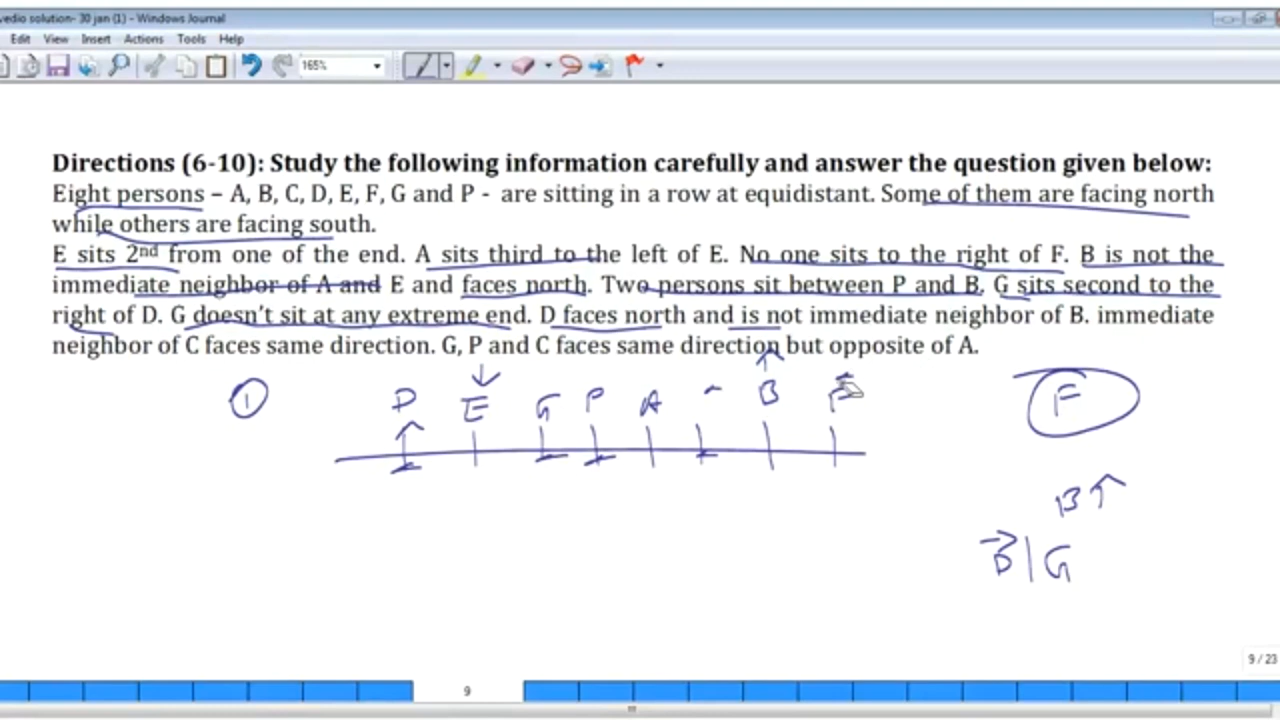 vedio solution- 30 jan (1) - Windows Journal
Edit View Insert Actions Tools Help
165%
Directions (6-10): Study the following information carefully and answer the question given below:
Eight persons – A, B, C, D, E, F, G and P - are sitting in a row at equidistant. Some of them are facing north
while others are facing south.
E sits 2nd from one of the end. A sits third to the left of E. No one sits to the right of F. B is not the
immediate neighbor of A and E and faces north. Two persons sit between P and B. G sits second to the
right of D. G doesn't sit at any extreme end. D faces north and is not immediate neighbor of B. immediate
neighbor of C faces same direction. G, P and C faces same direction but opposite of A.
1 D E G P A B F F
B
B | G
9 / 23
9